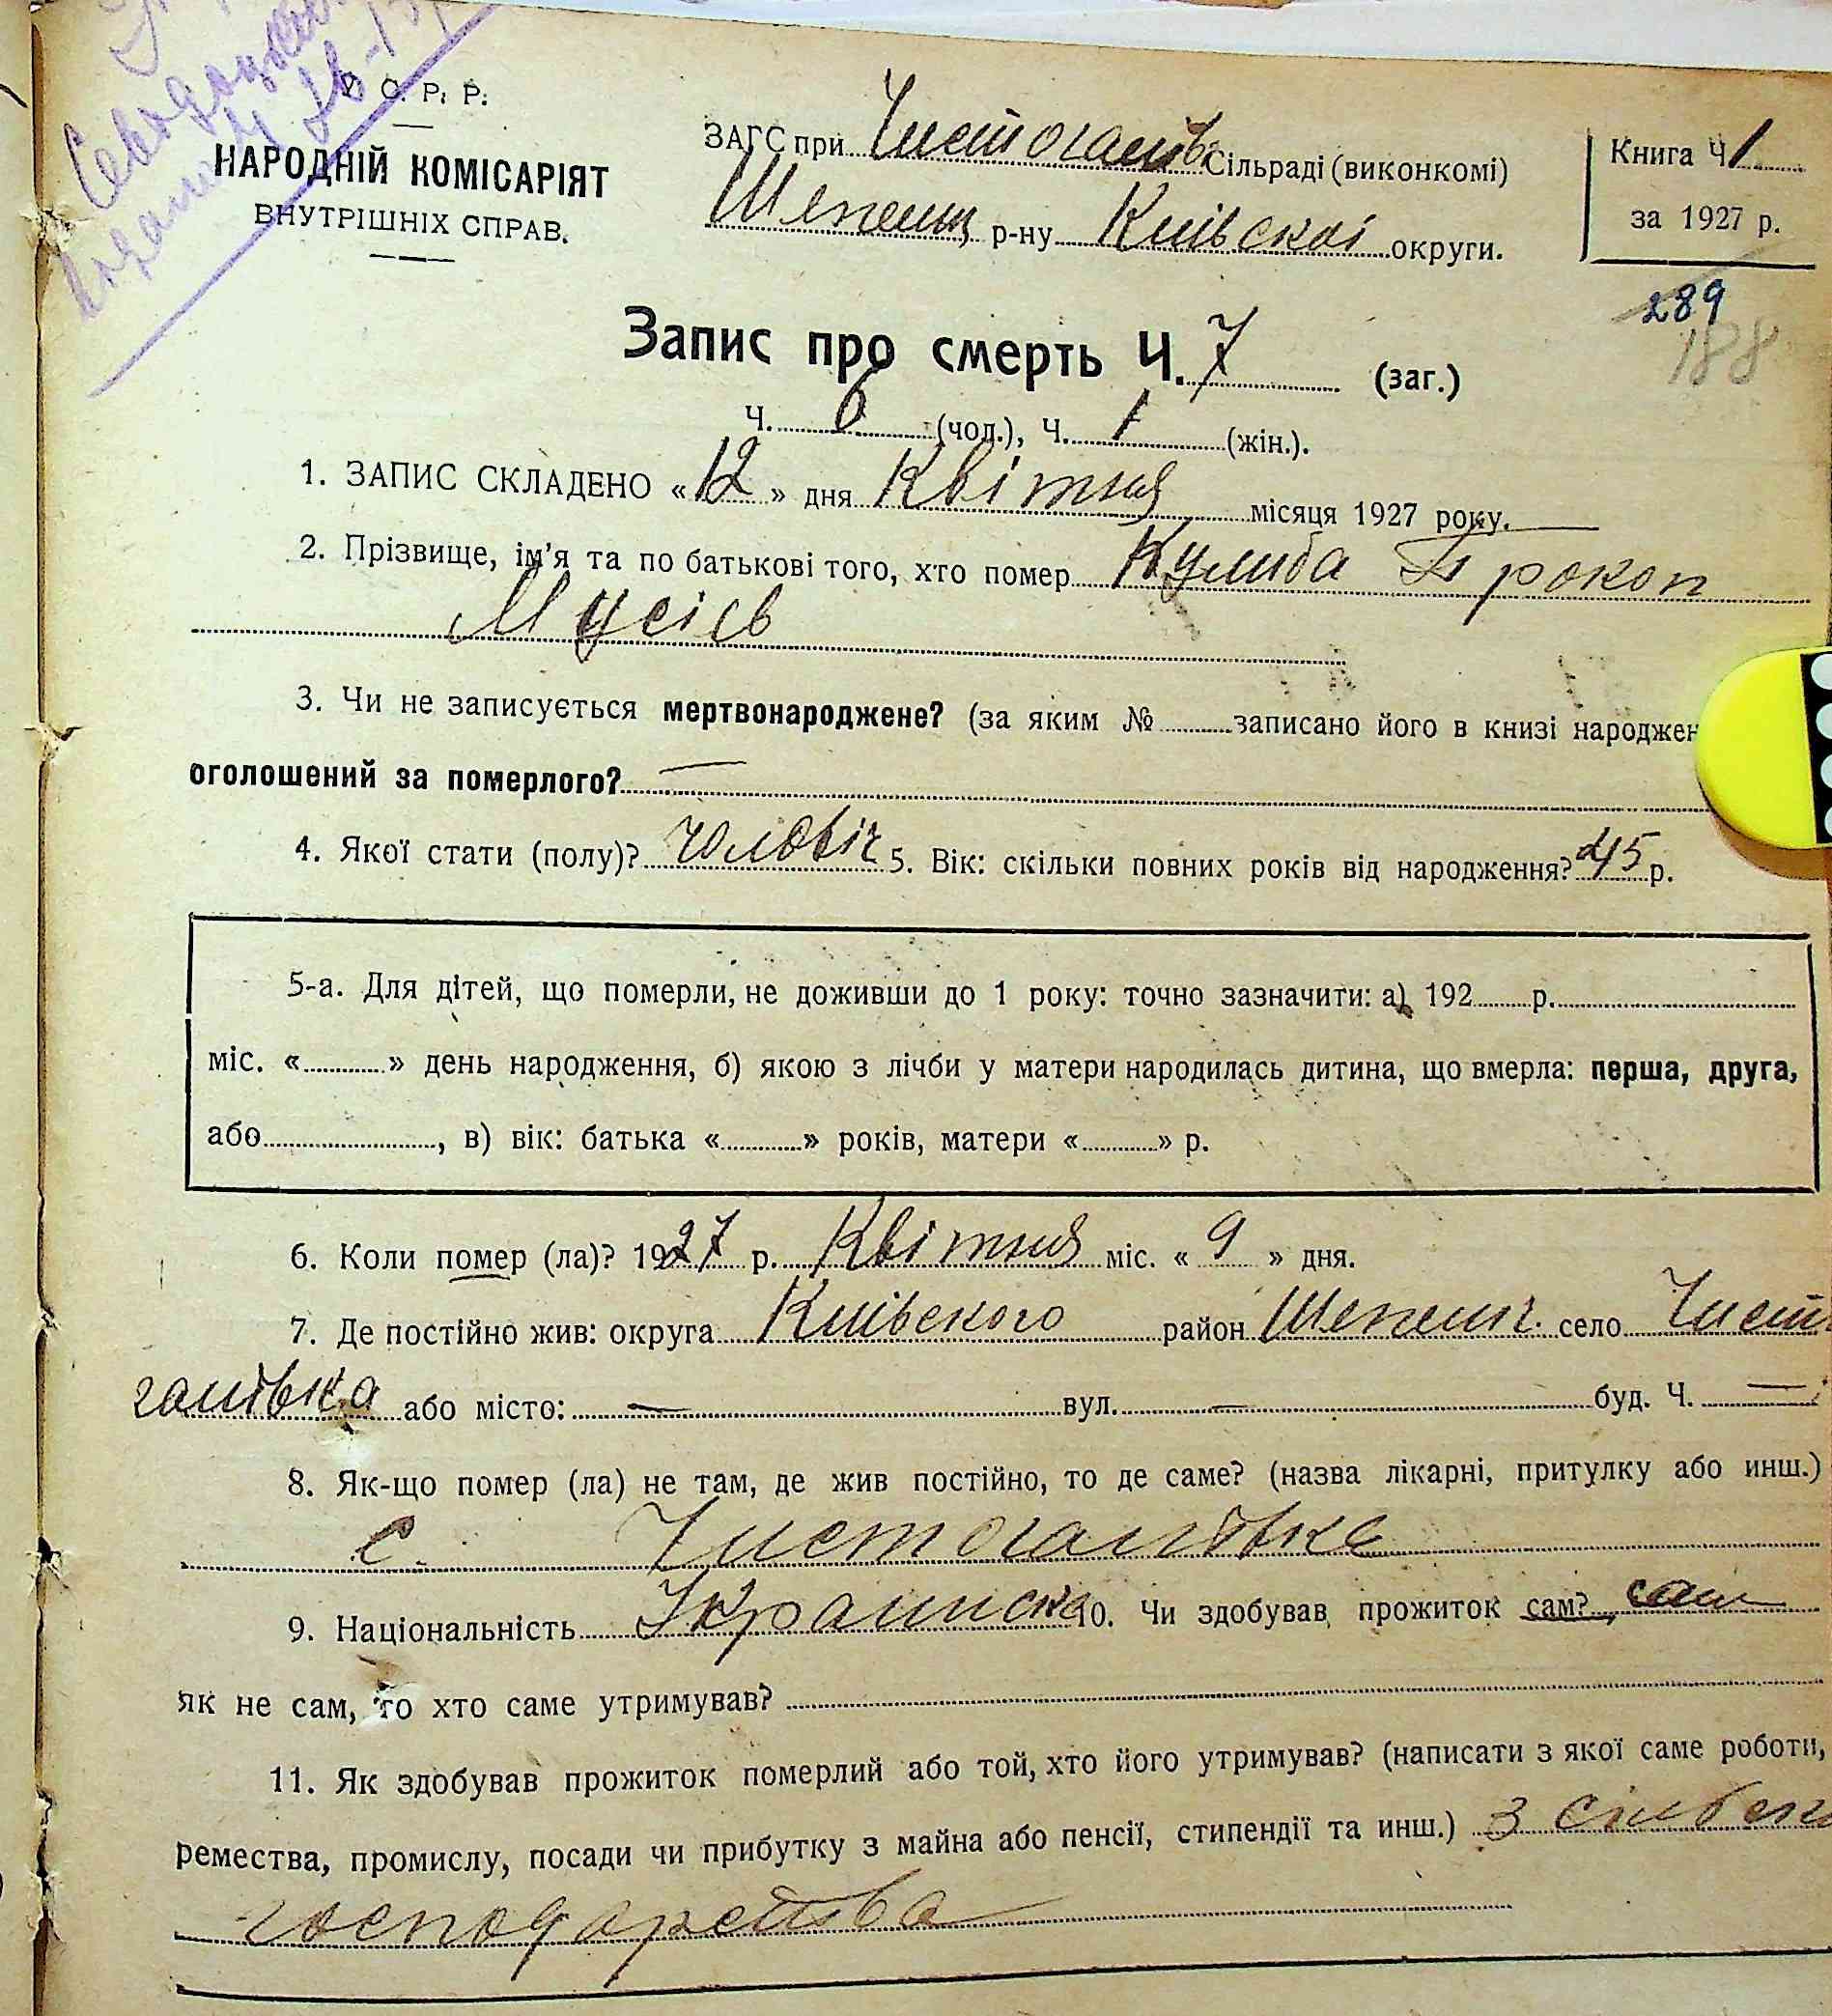 У. С. Р. Р.
НАРОДНІЙ КОМІСАРІЯТ
ВНУТРІШНІХ СПРАВ.
ЗАГС при Чистогалів Сільраді (виконкомі)
Шепелиц р-ну Київскої округи.
Книга Ч 1
за 1927 р.
289
188
Запис про смерть Ч. 7 (заг.)
Ч. 6 (чол.), Ч. 1 (жін.).
1. ЗАПИС СКЛАДЕНО «12» дня Квітня місяця 1927 року.
2. Прізвище, ім'я та по батькові того, хто помер Кулиба Прокоп
Мусієв
3. Чи не записується мертвонароджене? (за яким № записано його в книзі народжен
оголошений за померлого? —
4. Якої стати (полу)? чоловіч 5. Вік: скільки повних років від народження? 45 р.
5-а. Для дітей, що померли, не доживши до 1 року: точно зазначити: а) 192 р.
міс. « » день народження, б) якою з лічби у матери народилась дитина, що вмерла: перша, друга,
або , в) вік: батька « » років, матери « » р.
6. Коли помер (ла)? 1927 р. Квітня міс. « 9 » дня.
7. Де постійно жив: округа Київского район Шепелич. село Чист
галівка або місто: — вул. — буд. Ч. —
8. Як-що помер (ла) не там, де жив постійно, то де саме? (назва лікарні, притулку або инш.)
с. Чистогалівка
9. Національність Украинска 10. Чи здобував прожиток сам? сам
як не сам, то хто саме утримував?
11. Як здобував прожиток померлий або той, хто його утримував? (написати з якої саме роботи,
ремества, промислу, посади чи прибутку з майна або пенсії, стипендії та инш.) З сільск
господарства